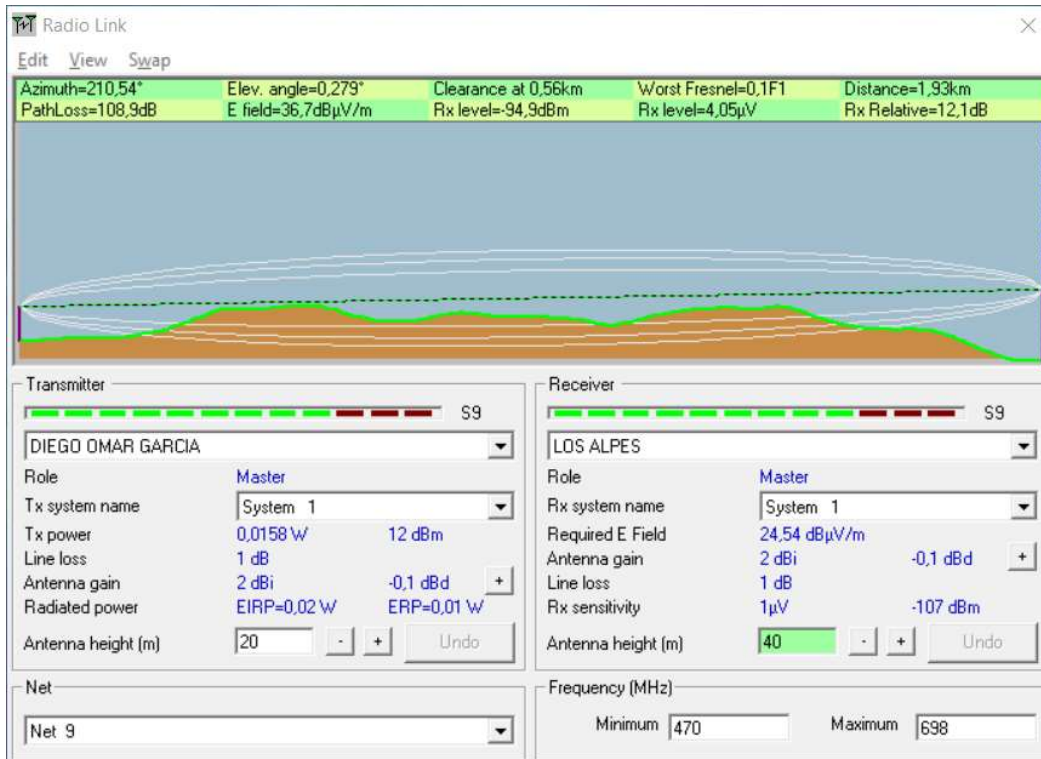 Radio Link
Edit View Swap
Azimuth=210,54° Elev. angle=0,279° Clearance at 0,56km Worst Fresnel=0,1F1 Distance=1,93km
PathLoss=108,9dB E field=36,7dBµV/m Rx level=-94,9dBm Rx level=4,05µV Rx Relative=12,1dB
Transmitter
S9
DIEGO OMAR GARCIA
Role Master
Tx system name System 1
Tx power 0,0158 W 12 dBm
Line loss 1 dB
Antenna gain 2 dBi -0,1 dBd +
Radiated power EIRP=0,02 W ERP=0,01 W
Antenna height (m) 20 - + Undo
Net
Net 9
Receiver
S9
LOS ALPES
Role Master
Rx system name System 1
Required E Field 24,54 dBµV/m
Antenna gain 2 dBi -0,1 dBd +
Line loss 1 dB
Rx sensitivity 1µV -107 dBm
Antenna height (m) 40 - + Undo
Frequency (MHz)
Minimum 470 Maximum 698